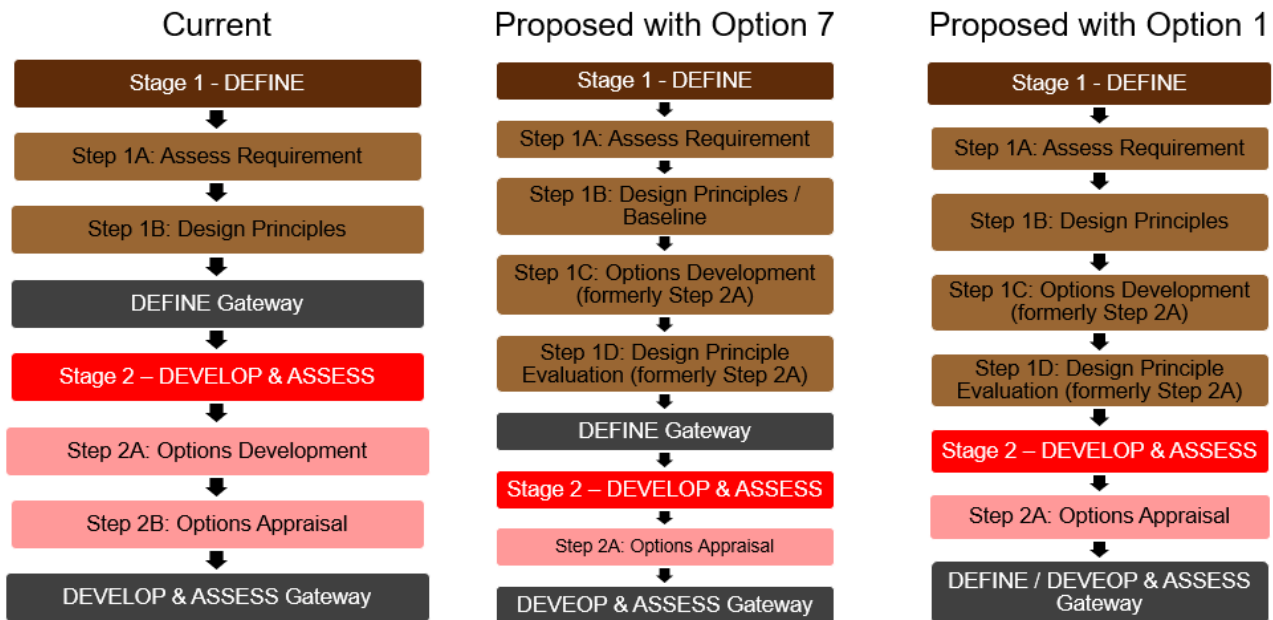 Current
Stage 1 - DEFINE
Step 1A: Assess Requirement
Step 1B: Design Principles
DEFINE Gateway
Stage 2 – DEVELOP & ASSESS
Step 2A: Options Development
Step 2B: Options Appraisal
DEVELOP & ASSESS Gateway
Proposed with Option 7
Stage 1 - DEFINE
Step 1A: Assess Requirement
Step 1B: Design Principles /
Baseline
Step 1C: Options Development
(formerly Step 2A)
Step 1D: Design Principle
Evaluation (formerly Step 2A)
DEFINE Gateway
Stage 2 – DEVELOP & ASSESS
Step 2A: Options Appraisal
DEVEOP & ASSESS Gateway
Proposed with Option 1
Stage 1 - DEFINE
Step 1A: Assess Requirement
Step 1B: Design Principles
Step 1C: Options Development
(formerly Step 2A)
Step 1D: Design Principle
Evaluation (formerly Step 2A)
Stage 2 – DEVELOP & ASSESS
Step 2A: Options Appraisal
DEFINE / DEVEOP & ASSESS
Gateway